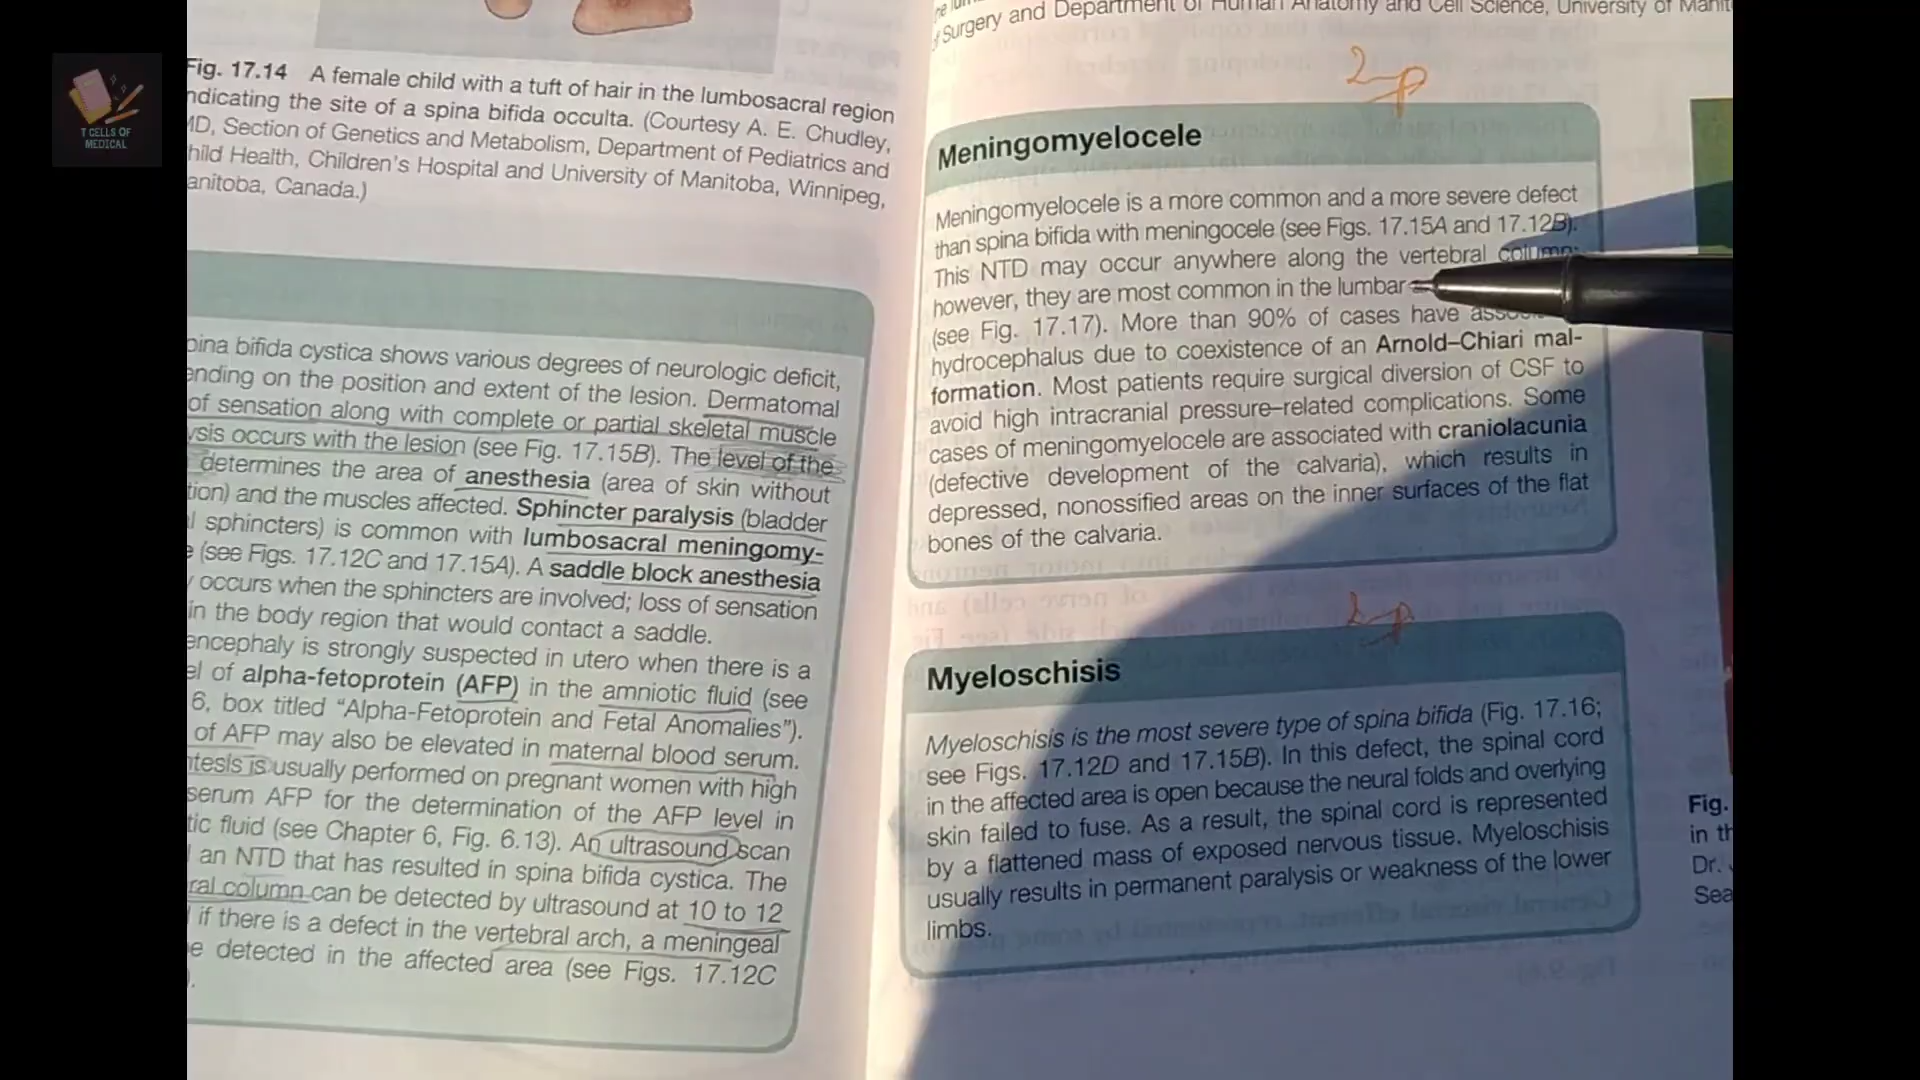 T CELLS OF
MEDICAL
Fig. 17.14 A female child with a tuft of hair in the lumbosacral region
ndicating the site of a spina bifida occulta. (Courtesy A. E. Chudley,
MD, Section of Genetics and Metabolism, Department of Pediatrics and
hild Health, Children's Hospital and University of Manitoba, Winnipeg,
anitoba, Canada.)
pina bifida cystica shows various degrees of neurologic deficit,
ending on the position and extent of the lesion. Dermatomal
of sensation along with complete or partial skeletal muscle
ysis occurs with the lesion (see Fig. 17.15B). The level of the
determines the area of anesthesia (area of skin without
tion) and the muscles affected. Sphincter paralysis (bladder
l sphincters) is common with lumbosacral meningomy-
e (see Figs. 17.12C and 17.15A). A saddle block anesthesia
y occurs when the sphincters are involved; loss of sensation
in the body region that would contact a saddle.
encephaly is strongly suspected in utero when there is a
el of alpha-fetoprotein (AFP) in the amniotic fluid (see
6, box titled "Alpha-Fetoprotein and Fetal Anomalies").
of AFP may also be elevated in maternal blood serum.
ntesis is usually performed on pregnant women with high
serum AFP for the determination of the AFP level in
tic fluid (see Chapter 6, Fig. 6.13). An ultrasound scan
l an NTD that has resulted in spina bifida cystica. The
ral column can be detected by ultrasound at 10 to 12
if there is a defect in the vertebral arch, a meningeal
e detected in the affected area (see Figs. 17.12C
).
of Surgery and Department of Human Anatomy and Cell Science, University of Manit
2p
Meningomyelocele
Meningomyelocele is a more common and a more severe defect
than spina bifida with meningocele (see Figs. 17.15A and 17.12B).
This NTD may occur anywhere along the vertebral column;
however, they are most common in the lumbar
(see Fig. 17.17). More than 90% of cases have
hydrocephalus due to coexistence of an Arnold–Chiari mal-
formation. Most patients require surgical diversion of CSF to
avoid high intracranial pressure–related complications. Some
cases of meningomyelocele are associated with craniolacunia
(defective development of the calvaria), which results in
depressed, nonossified areas on the inner surfaces of the flat
bones of the calvaria.
2p
Myeloschisis
Myeloschisis is the most severe type of spina bifida (Fig. 17.16;
see Figs. 17.12D and 17.15B). In this defect, the spinal cord
in the affected area is open because the neural folds and overlying
skin failed to fuse. As a result, the spinal cord is represented
by a flattened mass of exposed nervous tissue. Myeloschisis
usually results in permanent paralysis or weakness of the lower
limbs.
Fig.
in th
Dr.
Sea